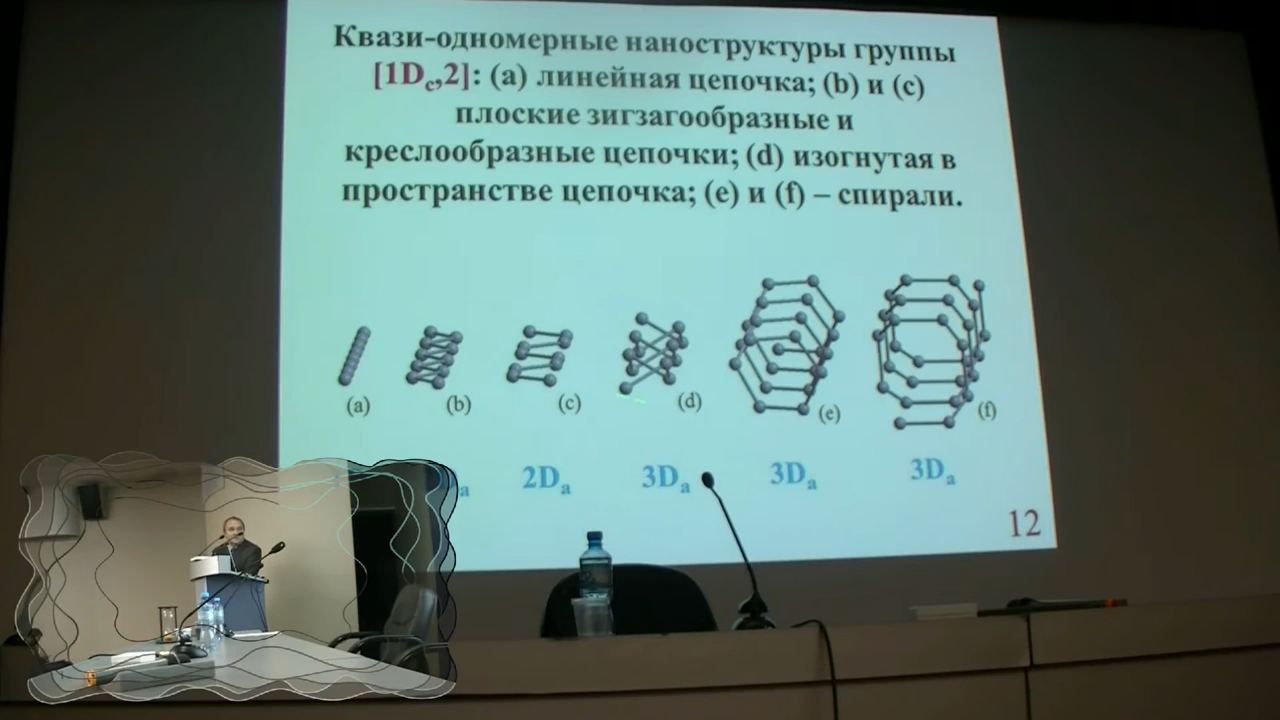 Квази-одномерные наноструктуры группы
[1Dc,2]: (a) линейная цепочка; (b) и (c)
плоские зигзагообразные и
креслообразные цепочки; (d) изогнутая в
пространстве цепочка; (e) и (f) – спирали.
(a) (b) (c) (d) (e) (f)
2Da 3Da 3Da 3Da
12